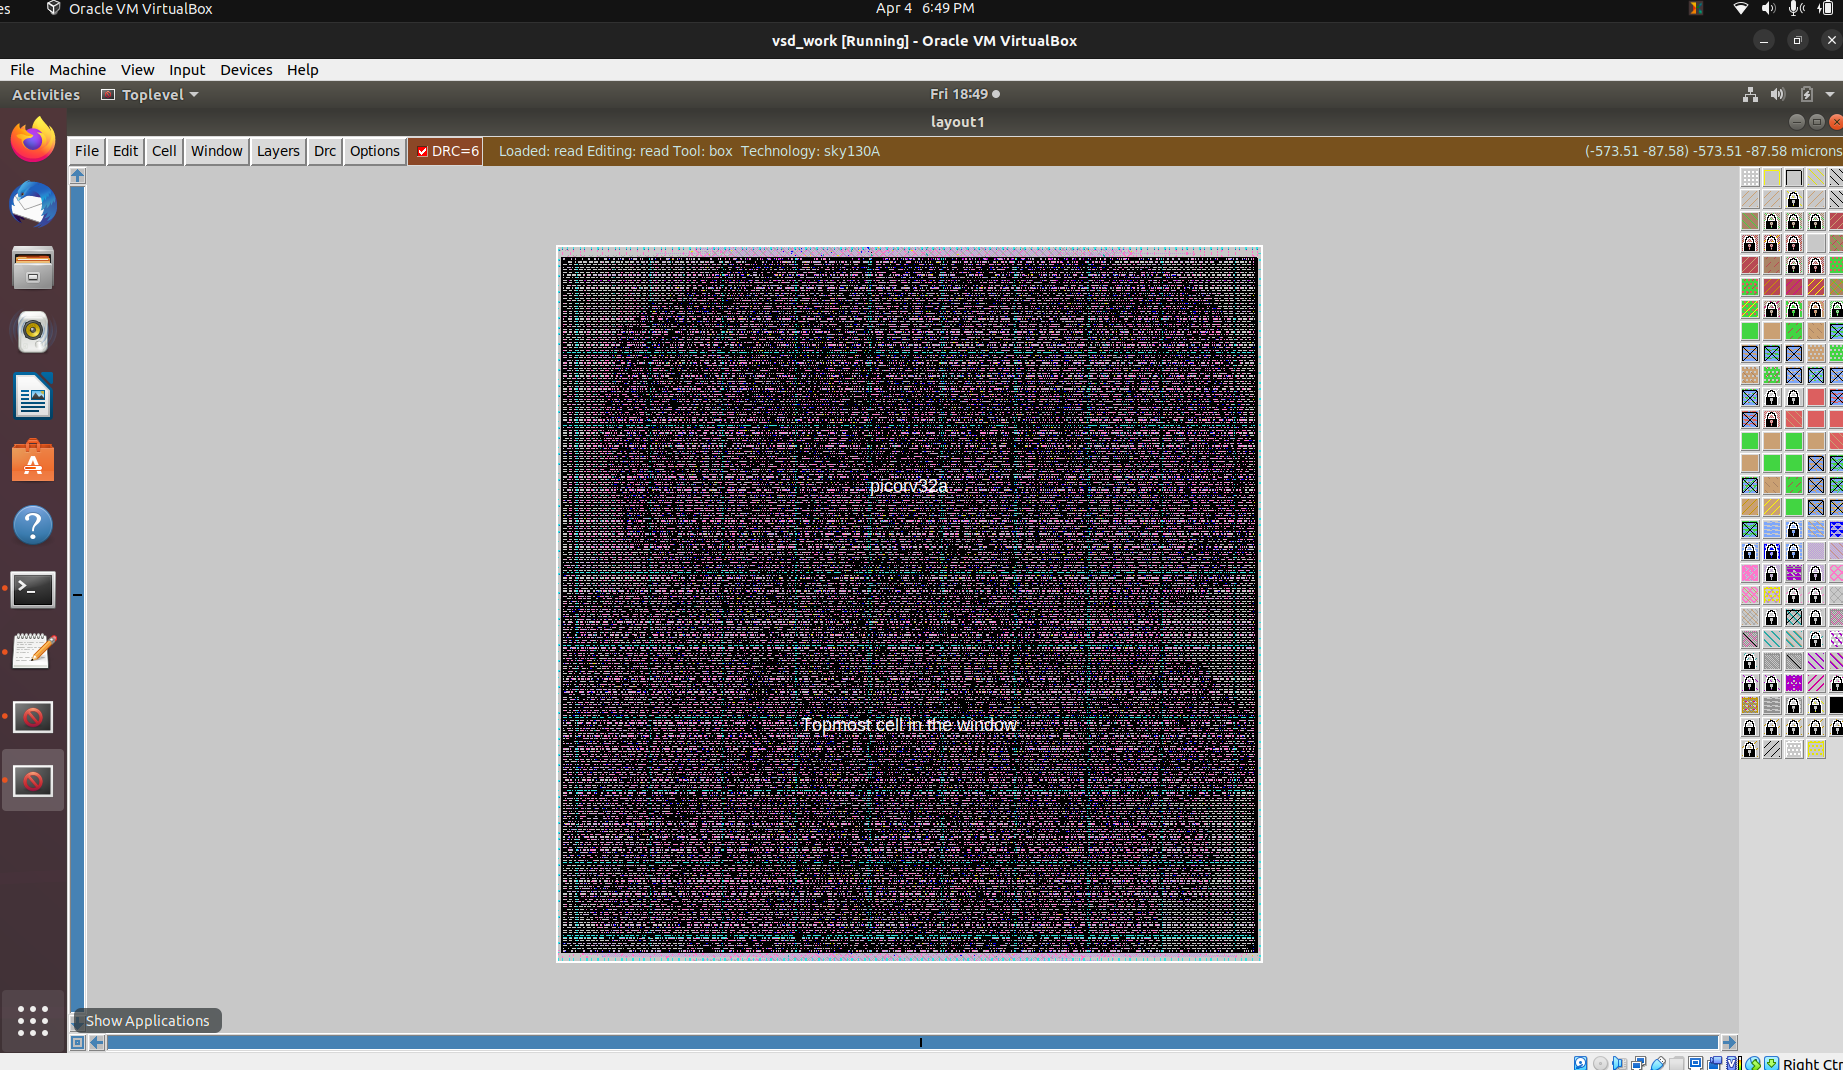 es Oracle VM VirtualBox Apr 4 6:49 PM
vsd_work [Running] - Oracle VM VirtualBox
File Machine View Input Devices Help
Activities Toplevel Fri 18:49
layout1
File Edit Cell Window Layers Drc Options DRC=6 Loaded: read Editing: read Tool: box Technology: sky130A (-573.51 -87.58) -573.51 -87.58 microns
picorv32a
Topmost cell in the window
Show Applications
Right Ctr